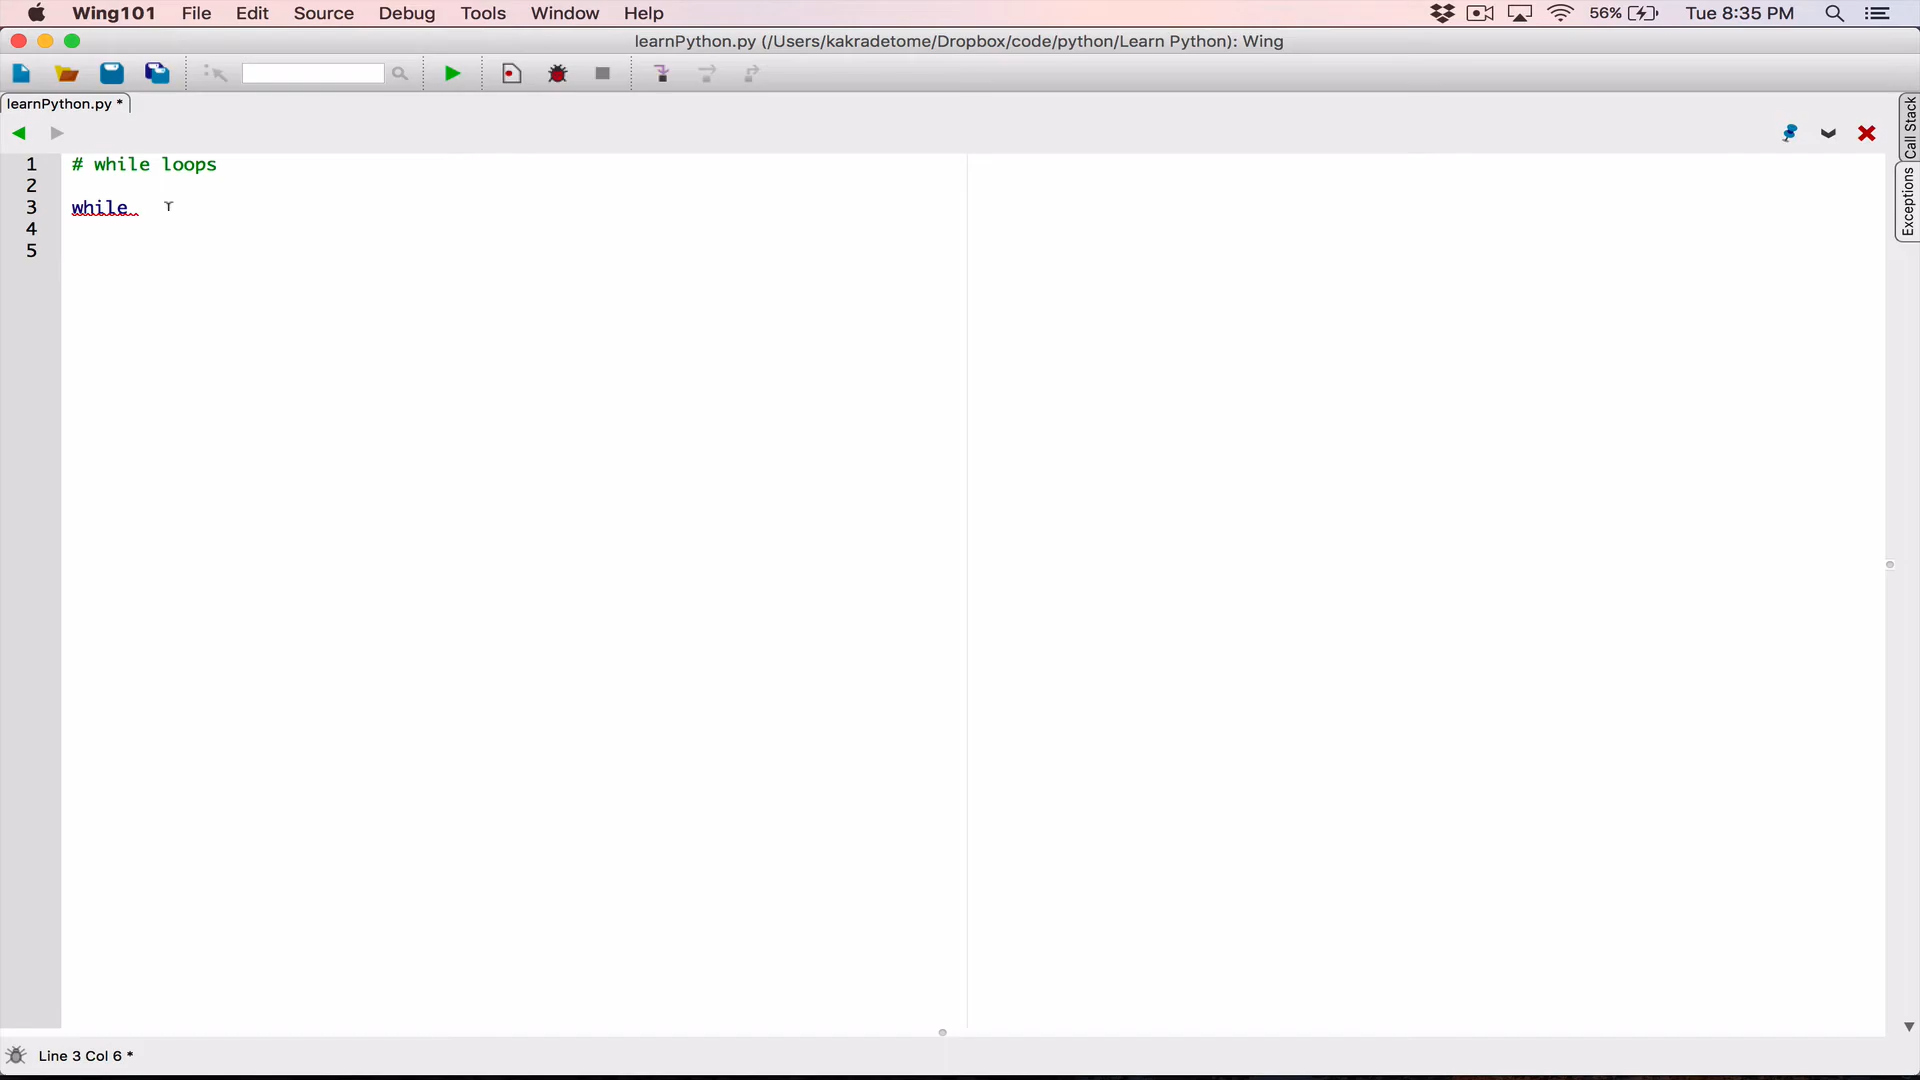 Wing101 File Edit Source Debug Tools Window Help 56% Tue 8:35 PM
learnPython.py (/Users/kakradetome/Dropbox/code/python/Learn Python): Wing
learnPython.py *
Call Stack
Exceptions
1 # while loops
2
3 while
4
5
Line 3 Col 6 *